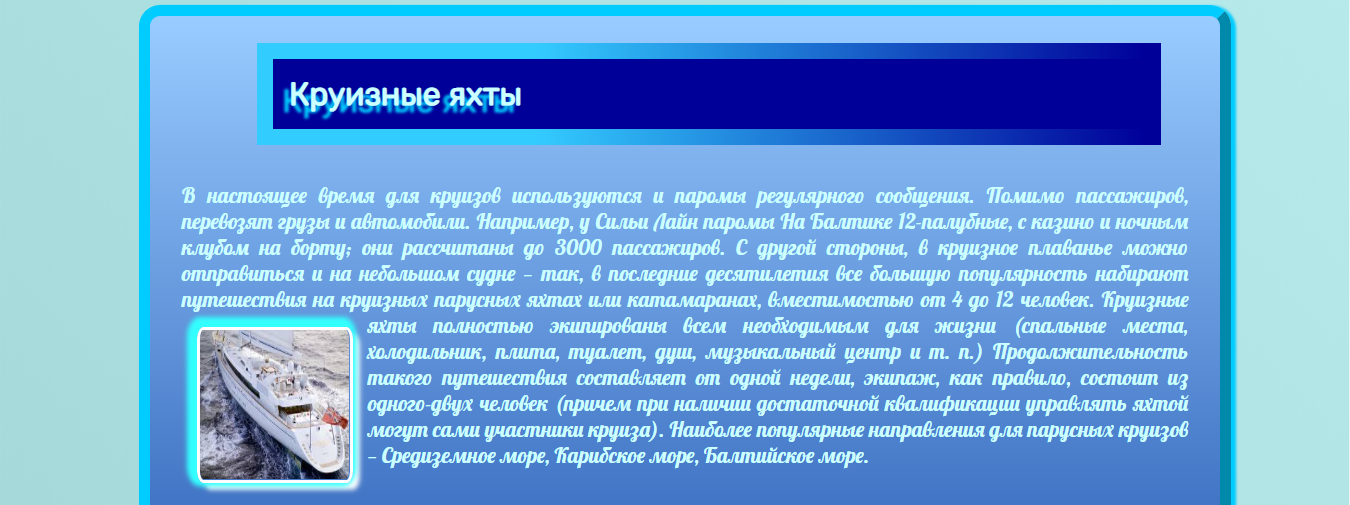 Круизные яхты
В настоящее время для круизов используются и паромы регулярного сообщения. Помимо пассажиров,
перевозят грузы и автомобили. Например, у Сильи Лайн паромы На Балтике 12-палубные, с казино и ночным
клубом на борту; они рассчитаны до 3000 пассажиров. С другой стороны, в круизное плаванье можно
отправиться и на небольшом судне – так, в последние десятилетия все большую популярность набирают
путешествия на круизных парусных яхтах или катамаранах, вместимостью от 4 до 12 человек. Круизные
яхты полностью экипированы всем необходимым для жизни (спальные места,
холодильник, плита, туалет, душ, музыкальный центр и т. п.) Продолжительность
такого путешествия составляет от одной недели, экипаж, как правило, состоит из
одного-двух человек (причем при наличии достаточной квалификации управлять яхтой
могут сами участники круиза). Наиболее популярные направления для парусных круизов
– Средиземное море, Карибское море, Балтийское море.